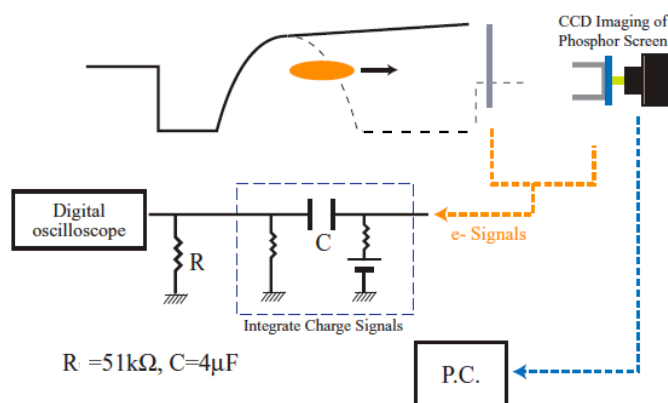 CCD Imaging of
Phosphor Screen
Digital
oscilloscope
R
C
e- Signals
Integrate Charge Signals
R =51kΩ, C=4μF
P.C.